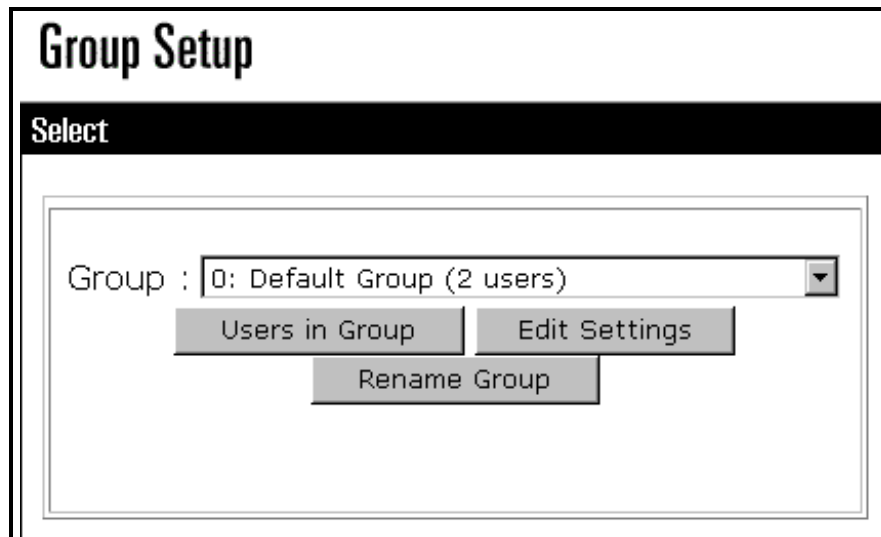 Group Setup
Select
Group : 0: Default Group (2 users)
Users in Group Edit Settings
Rename Group